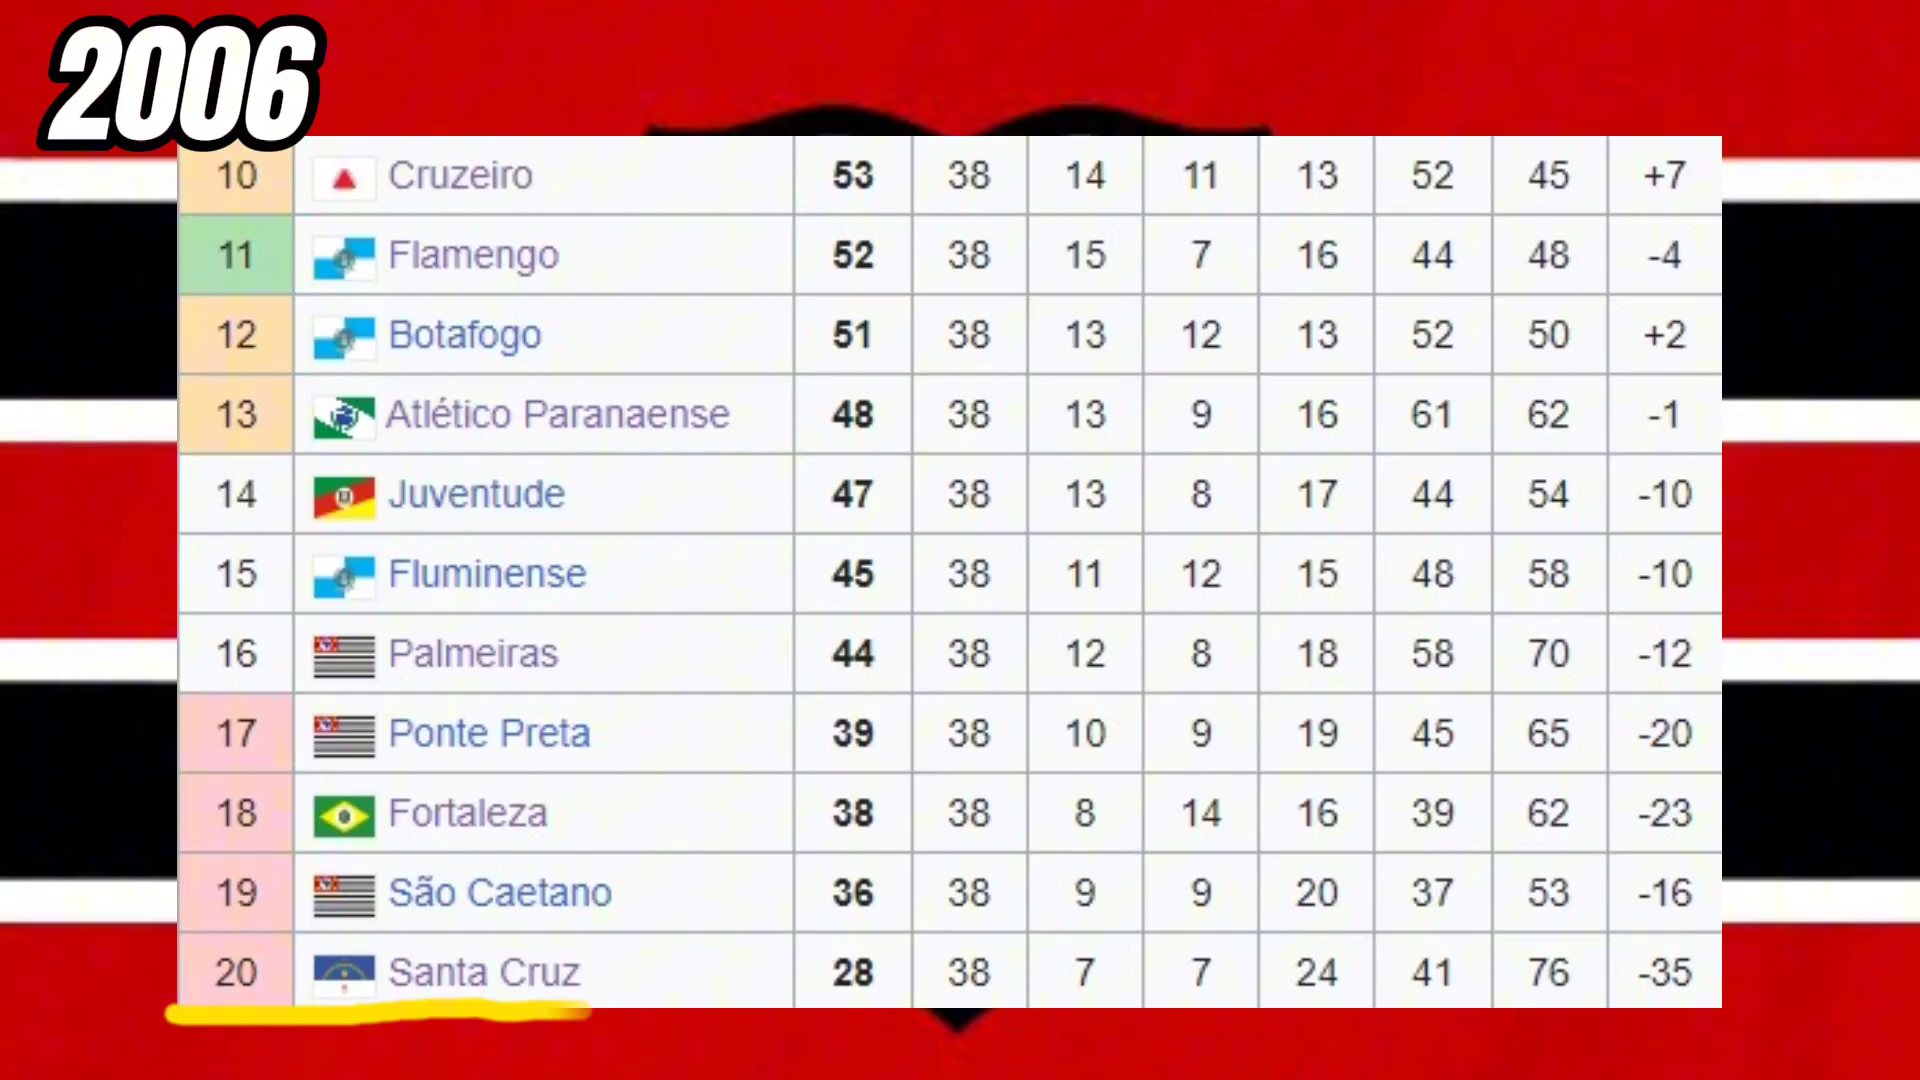 2006
10 Cruzeiro 53 38 14 11 13 52 45 +7
11 Flamengo 52 38 15 7 16 44 48 -4
12 Botafogo 51 38 13 12 13 52 50 +2
13 Atlético Paranaense 48 38 13 9 16 61 62 -1
14 Juventude 47 38 13 8 17 44 54 -10
15 Fluminense 45 38 11 12 15 48 58 -10
16 Palmeiras 44 38 12 8 18 58 70 -12
17 Ponte Preta 39 38 10 9 19 45 65 -20
18 Fortaleza 38 38 8 14 16 39 62 -23
19 São Caetano 36 38 9 9 20 37 53 -16
20 Santa Cruz 28 38 7 7 24 41 76 -35